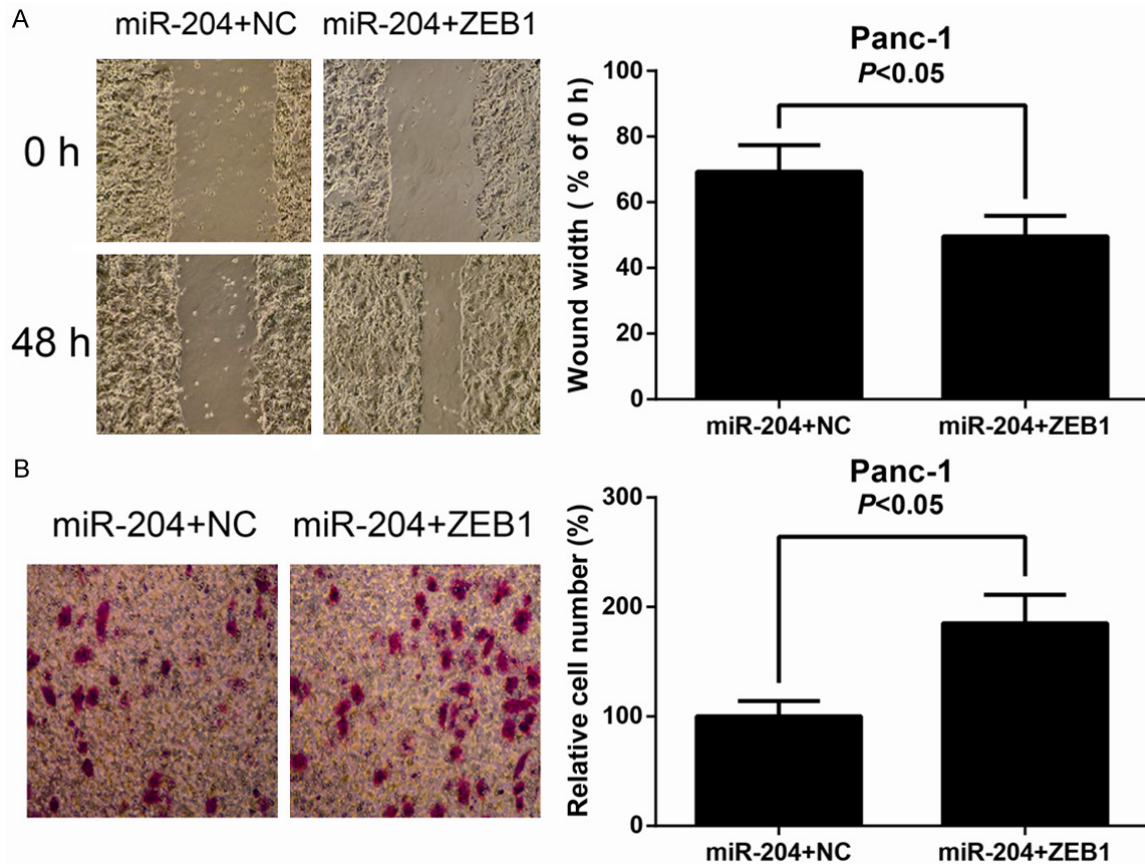 A
miR-204+NC miR-204+ZEB1
0 h
48 h
Panc-1
P<0.05
Wound width ( % of 0 h)
100
80
60
40
20
0
miR-204+NC miR-204+ZEB1
B
miR-204+NC miR-204+ZEB1
Panc-1
P<0.05
Relative cell number (%)
300
200
100
0
miR-204+NC miR-204+ZEB1